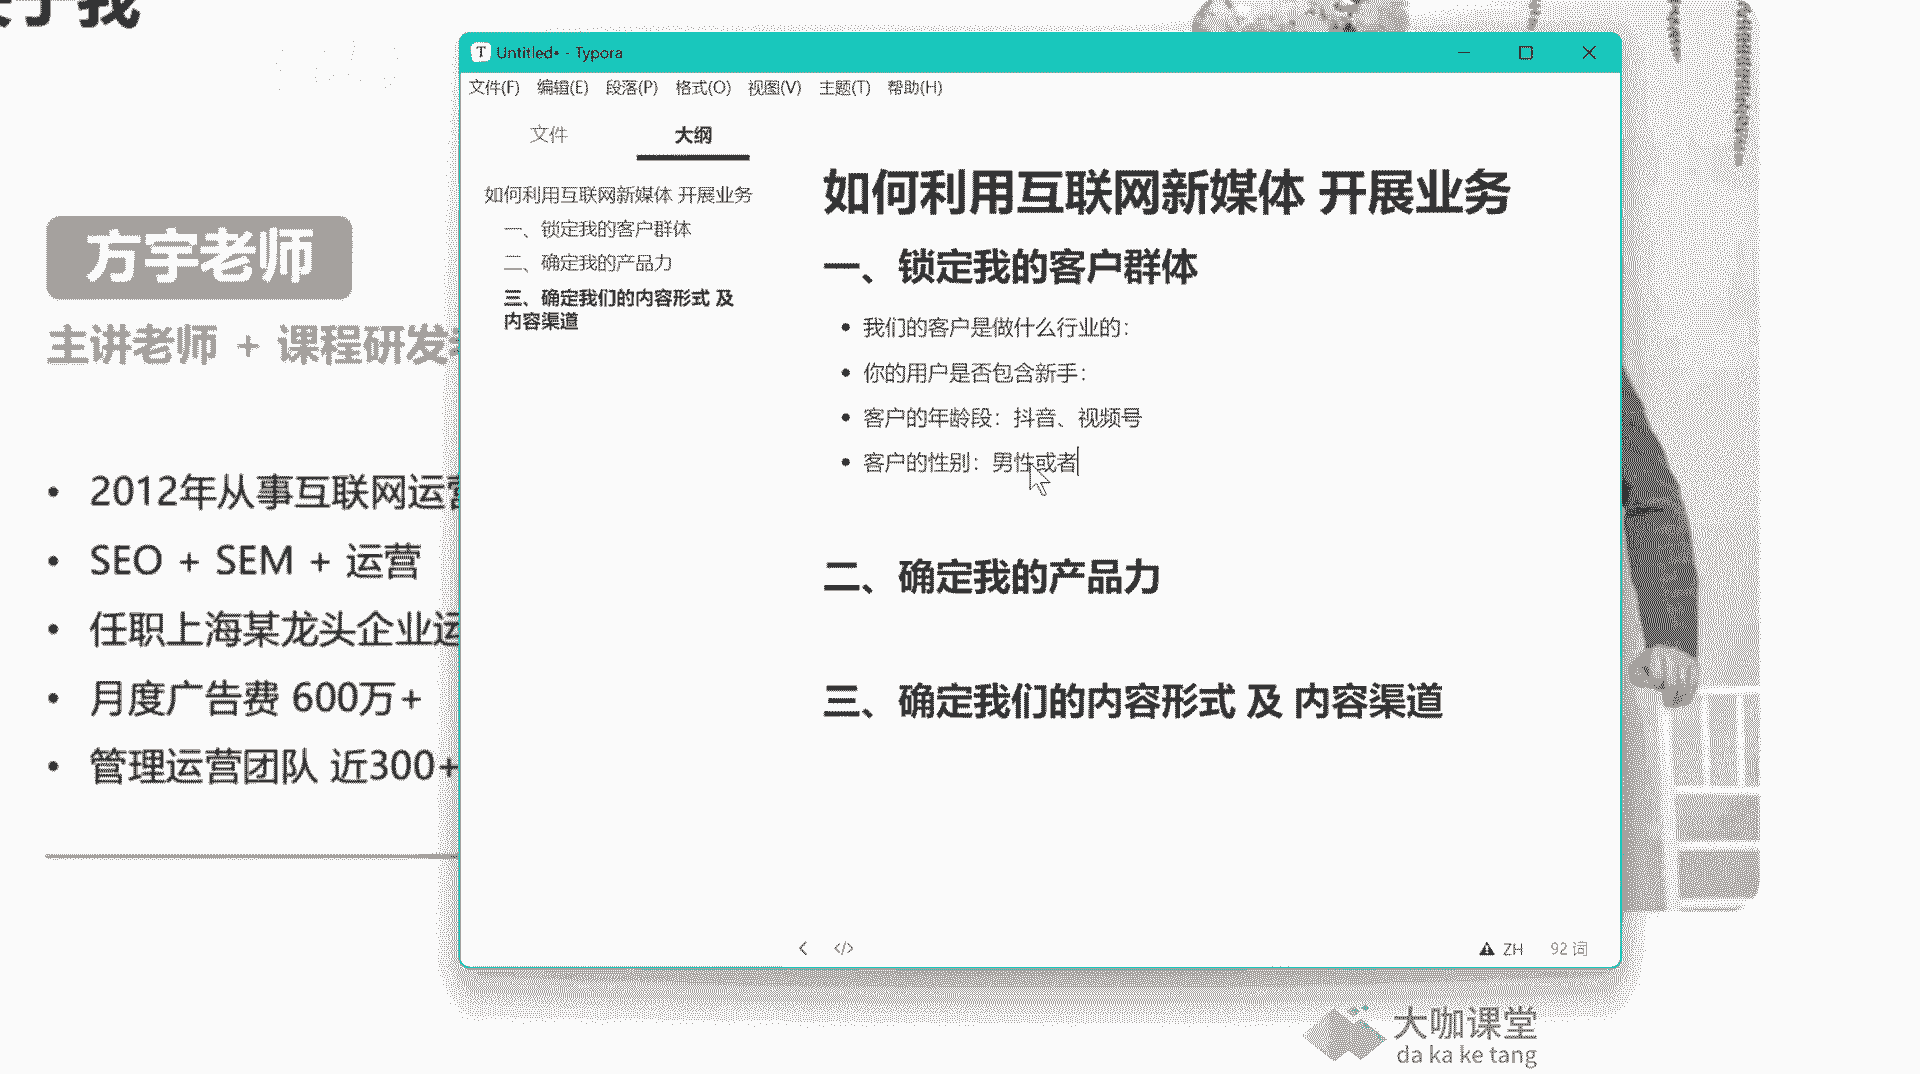 我
方宇老师
主讲老师 + 课程研发
2012年从事互联网运营
SEO + SEM + 运营
任职上海某龙头企业运
月度广告费 600万+
管理运营团队 近300+
Untitled• - Typora
文件(F) 编辑(E) 段落(P) 格式(O) 视图(V) 主题(T) 帮助(H)
文件 大纲
如何利用互联网新媒体 开展业务
一、锁定我的客户群体
二、确定我的产品力
三、确定我们的内容形式 及
内容渠道
如何利用互联网新媒体 开展业务
一、锁定我的客户群体
我们的客户是做什么行业的：
你的用户是否包含新手：
客户的年龄段：抖音、视频号
客户的性别：男性或者
二、确定我的产品力
三、确定我们的内容形式 及 内容渠道
ZH 92 词
大咖课堂
da ka ke tang